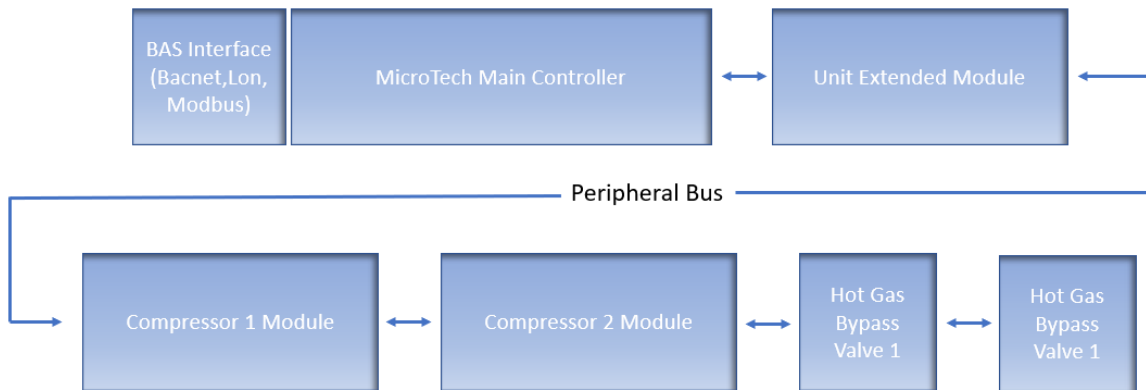 BAS Interface
(Bacnet,Lon,
Modbus)
MicroTech Main Controller
Unit Extended Module
Peripheral Bus
Compressor 1 Module
Compressor 2 Module
Hot Gas
Bypass
Valve 1
Hot Gas
Bypass
Valve 1